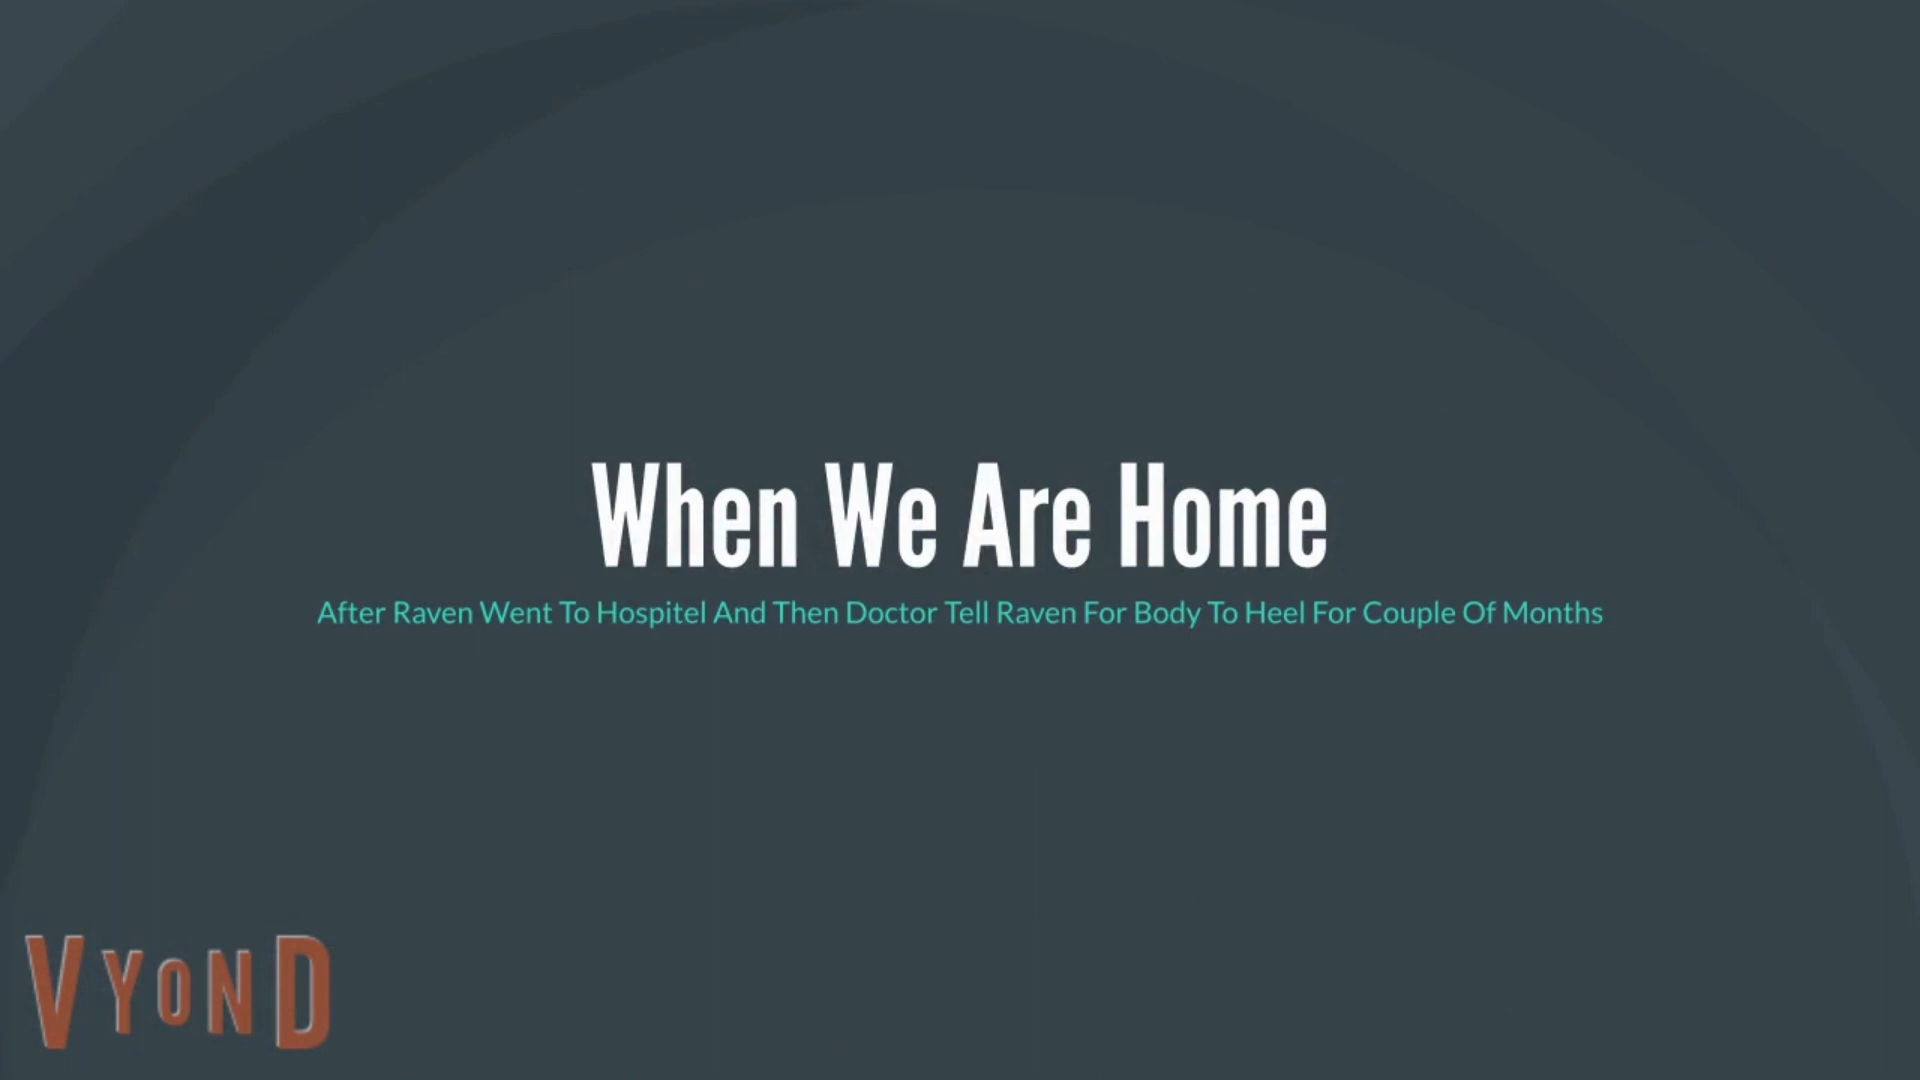 When We Are Home
After Raven Went To Hospitel And Then Doctor Tell Raven For Body To Heel For Couple Of Months
VYOND